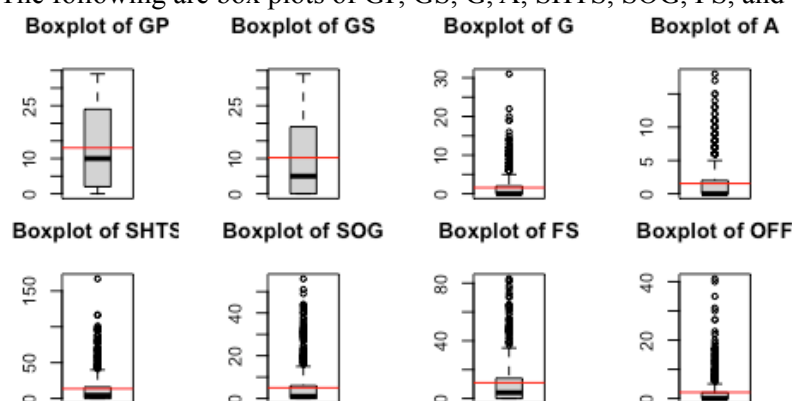 The following are box plots of GP, GS, G, A, SHTS, SOG, FS, and
Boxplot of GP Boxplot of GS Boxplot of G Boxplot of A
0 10 25
0 10 25
0 10 20 30
0 5 10
Boxplot of SHTS Boxplot of SOG Boxplot of FS Boxplot of OFF
0 50 150
0 20 40
0 40 80
0 20 40